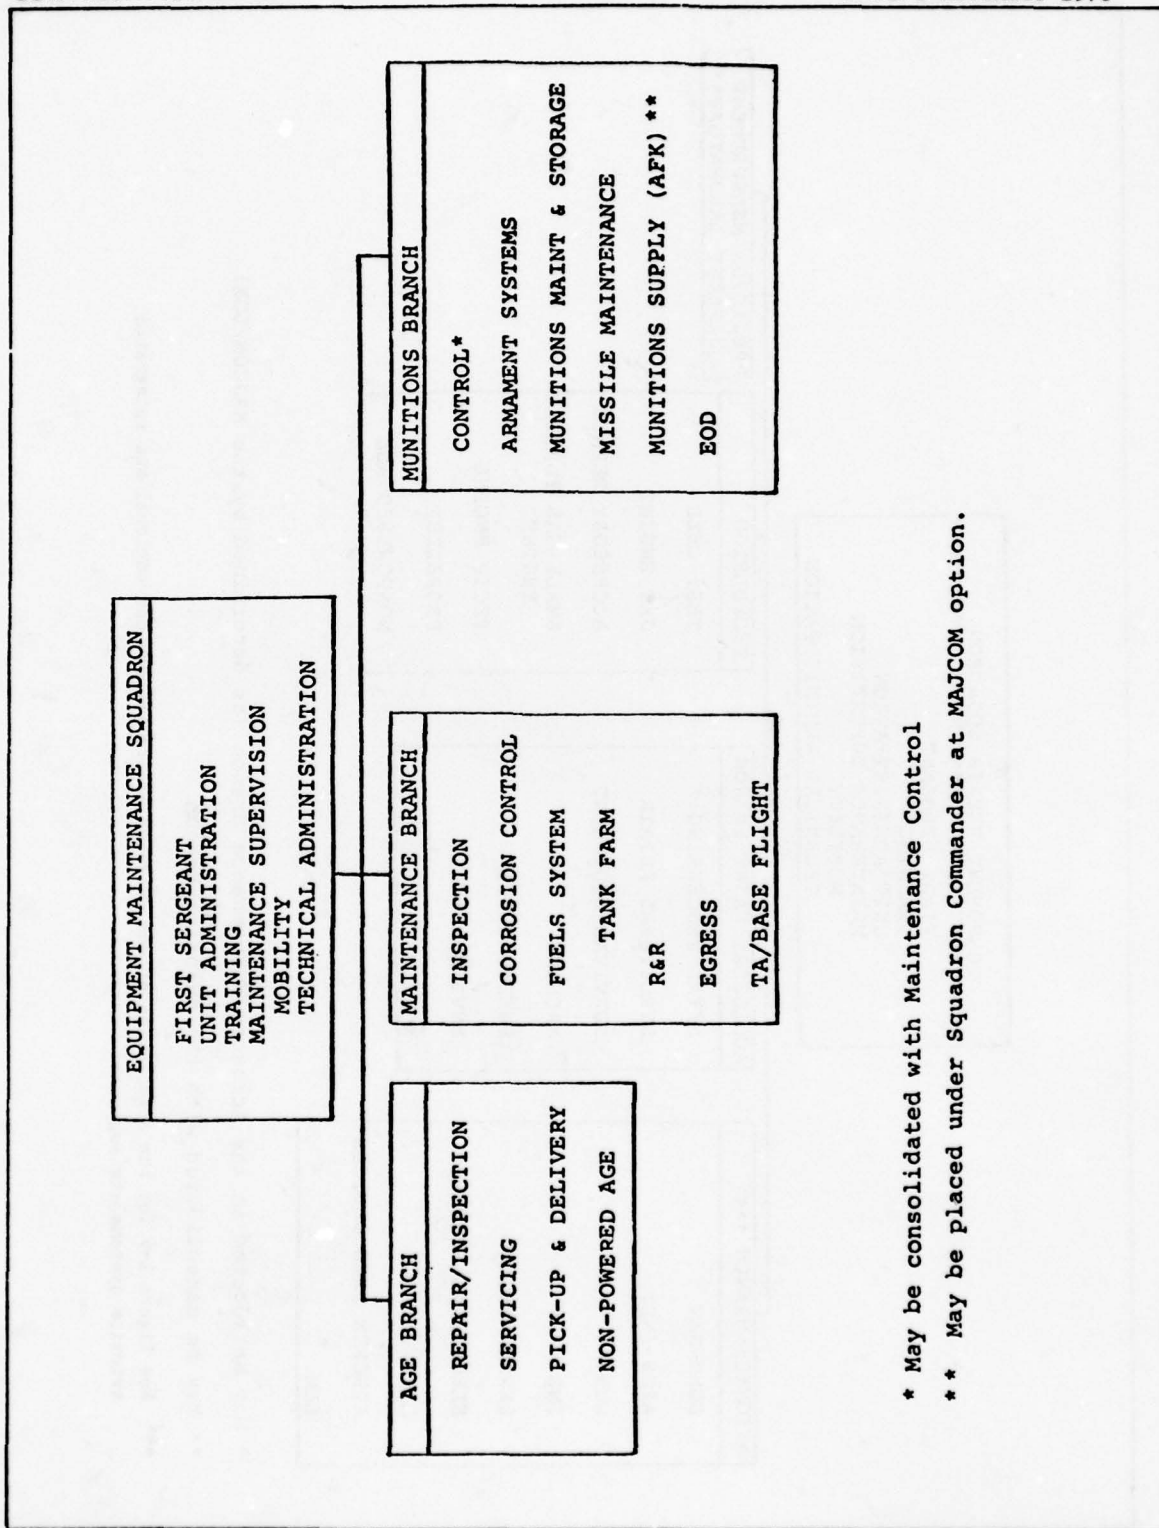 EQUIPMENT MAINTENANCE SQUADRON
FIRST SERGEANT
UNIT ADMINISTRATION
TRAINING
MAINTENANCE SUPERVISION
MOBILITY
TECHNICAL ADMINISTRATION
AGE BRANCH
REPAIR/INSPECTION
SERVICING
PICK-UP & DELIVERY
NON-POWERED AGE
MAINTENANCE BRANCH
INSPECTION
CORROSION CONTROL
FUELS SYSTEM
TANK FARM
R&R
EGRESS
TA/BASE FLIGHT
MUNITIONS BRANCH
CONTROL*
ARMAMENT SYSTEMS
MUNITIONS MAINT & STORAGE
MISSILE MAINTENANCE
MUNITIONS SUPPLY (AFK) **
EOD
* May be consolidated with Maintenance Control
** May be placed under Squadron Commander at MAJCOM option.